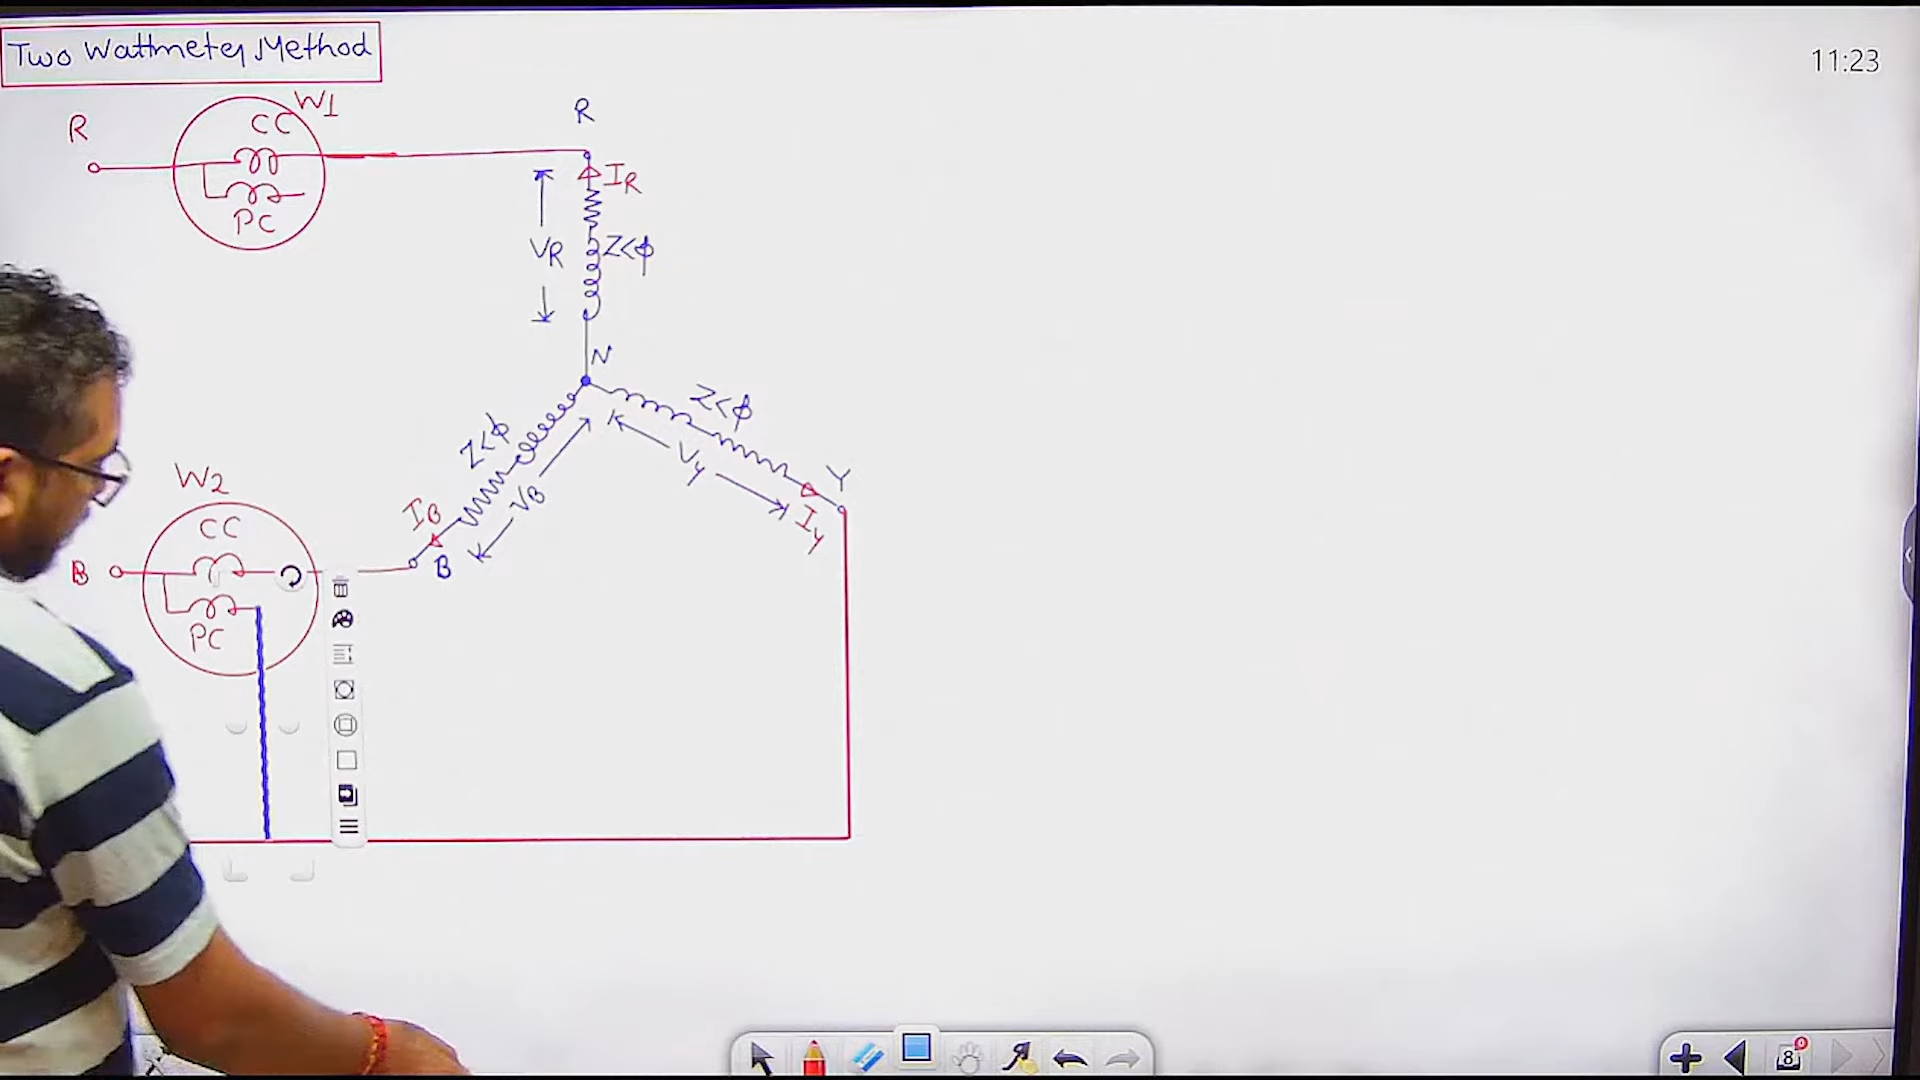 Two Wattmeter Method
11:23
W1
R
CC
PC
R
IR
VR
Z<ϕ
N
Z<ϕ
Z<ϕ
VB
Vy
Y
Iy
IB
B
W2
CC
B
PC
8